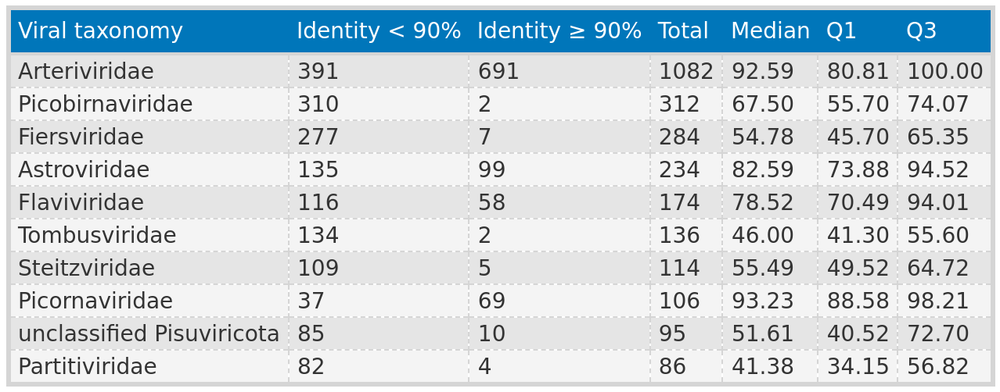 Viral taxonomy Identity < 90% Identity ≥ 90% Total Median Q1 Q3
Arteriviridae 391 691 1082 92.59 80.81 100.00
Picobirnaviridae 310 2 312 67.50 55.70 74.07
Fiersviridae 277 7 284 54.78 45.70 65.35
Astroviridae 135 99 234 82.59 73.88 94.52
Flaviviridae 116 58 174 78.52 70.49 94.01
Tombusviridae 134 2 136 46.00 41.30 55.60
Steitzviridae 109 5 114 55.49 49.52 64.72
Picornaviridae 37 69 106 93.23 88.58 98.21
unclassified Pisuviricota 85 10 95 51.61 40.52 72.70
Partitiviridae 82 4 86 41.38 34.15 56.82